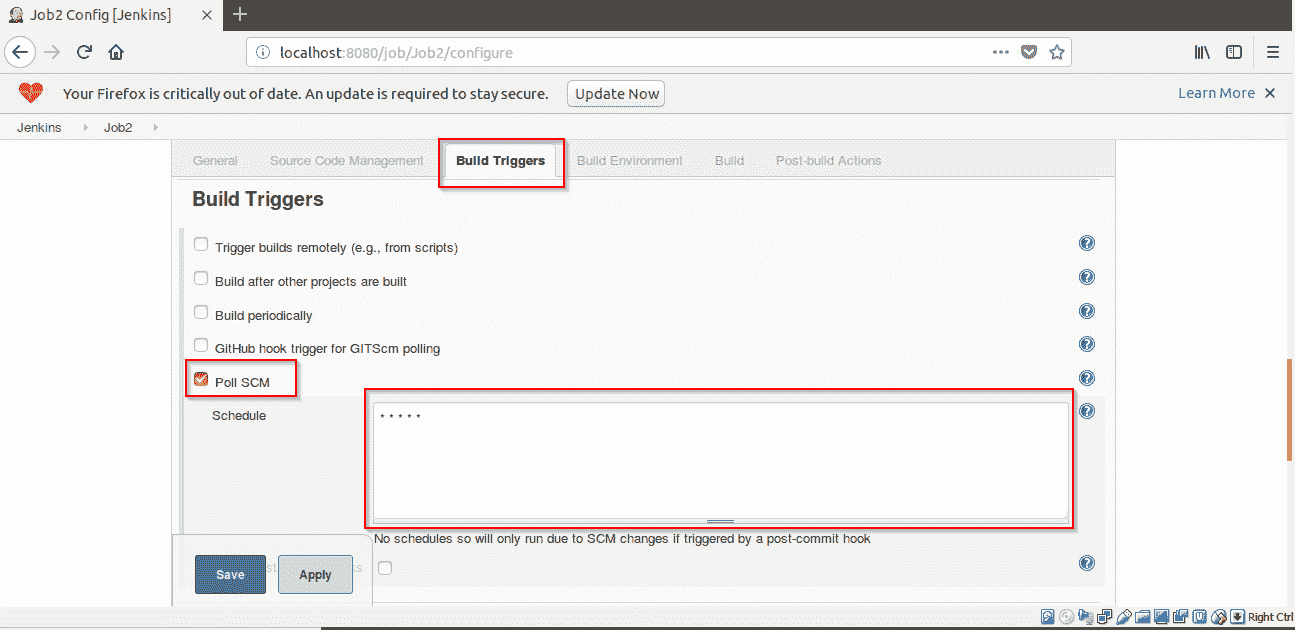 Job2 Config [Jenkins]
localhost:8080/job/Job2/configure
Your Firefox is critically out of date. An update is required to stay secure. Update Now Learn More
Jenkins Job2
General Source Code Management Build Triggers Build Environment Build Post-build Actions
Build Triggers
Trigger builds remotely (e.g., from scripts)
Build after other projects are built
Build periodically
GitHub hook trigger for GITScm polling
Poll SCM
Schedule
* * * * *
No schedules so will only run due to SCM changes if triggered by a post-commit hook
Save Apply
Right Ctrl